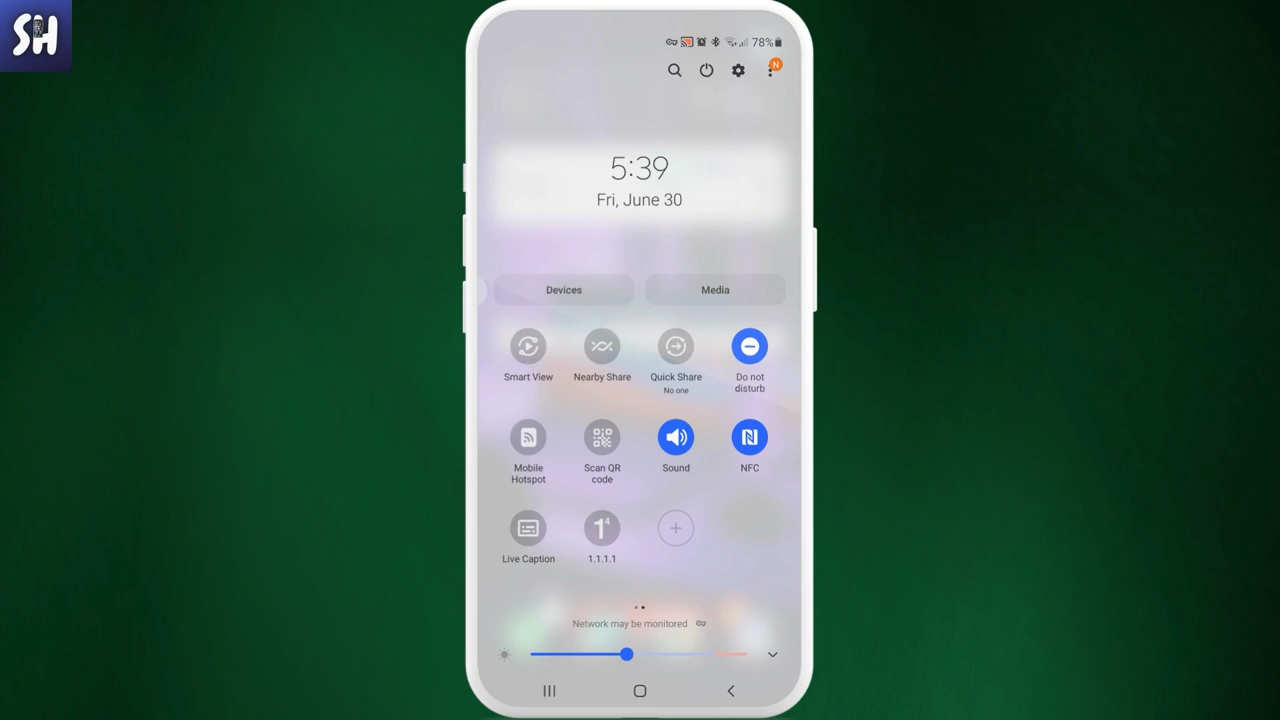 SH
78%
N
5:39
Fri, June 30
Devices
Media
Smart View
Nearby Share
Quick Share
No one
Do not
disturb
Mobile
Hotspot
Scan QR
code
Sound
NFC
Live Caption
1⁴
1.1.1.1
Network may be monitored